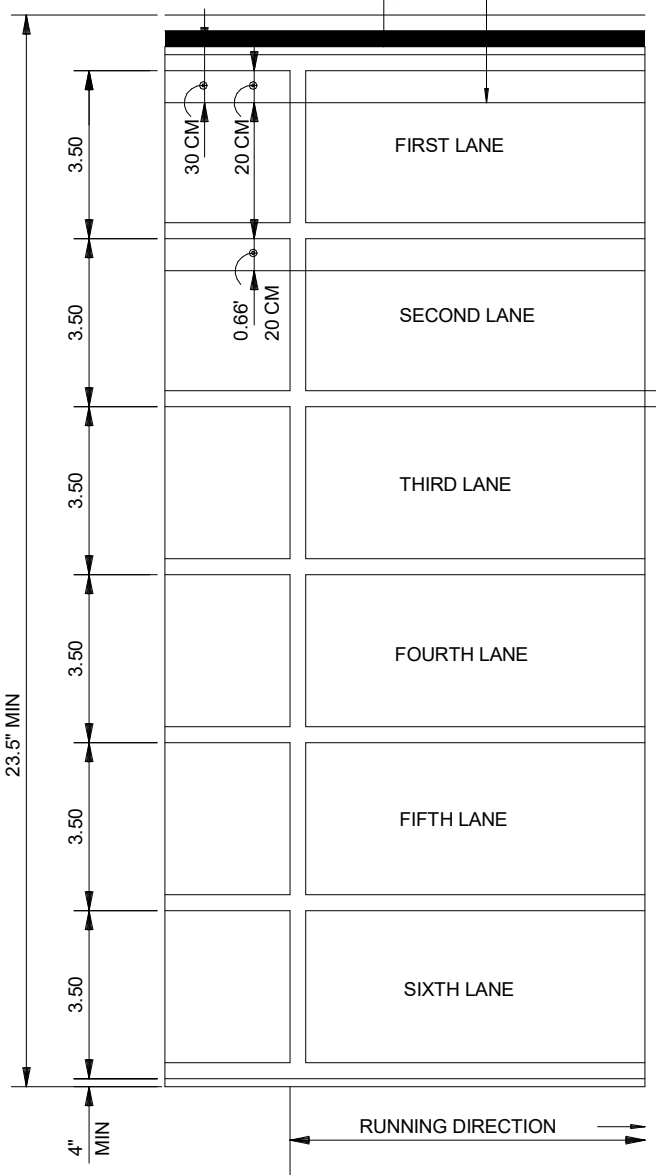 30 CM
20 CM
FIRST LANE
3.50
0.66'
20 CM
SECOND LANE
3.50
THIRD LANE
3.50
FOURTH LANE
3.50
23.5" MIN
FIFTH LANE
3.50
SIXTH LANE
3.50
4"
MIN
RUNNING DIRECTION